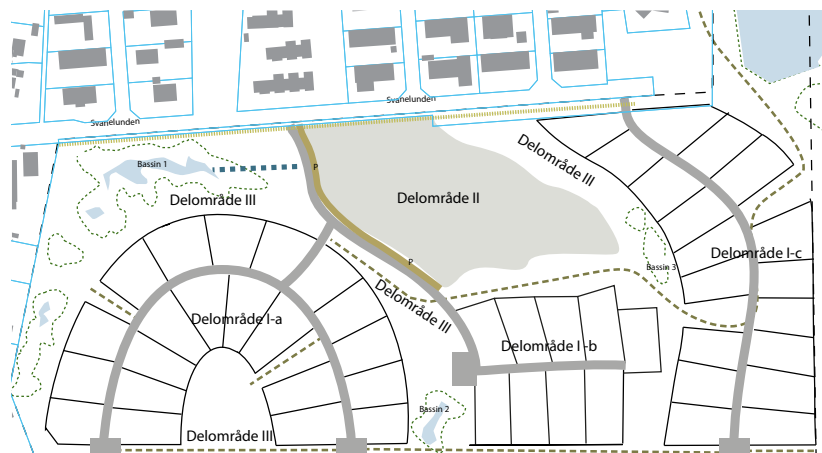 Svanelunden
Svanelunden
Bassin 1
P
Delområde III
Delområde III
Delområde II
Delområde I-c
P
Bassin 3
Delområde III
Delområde I-a
Delområde I -b
Bassin 2
Delområde III